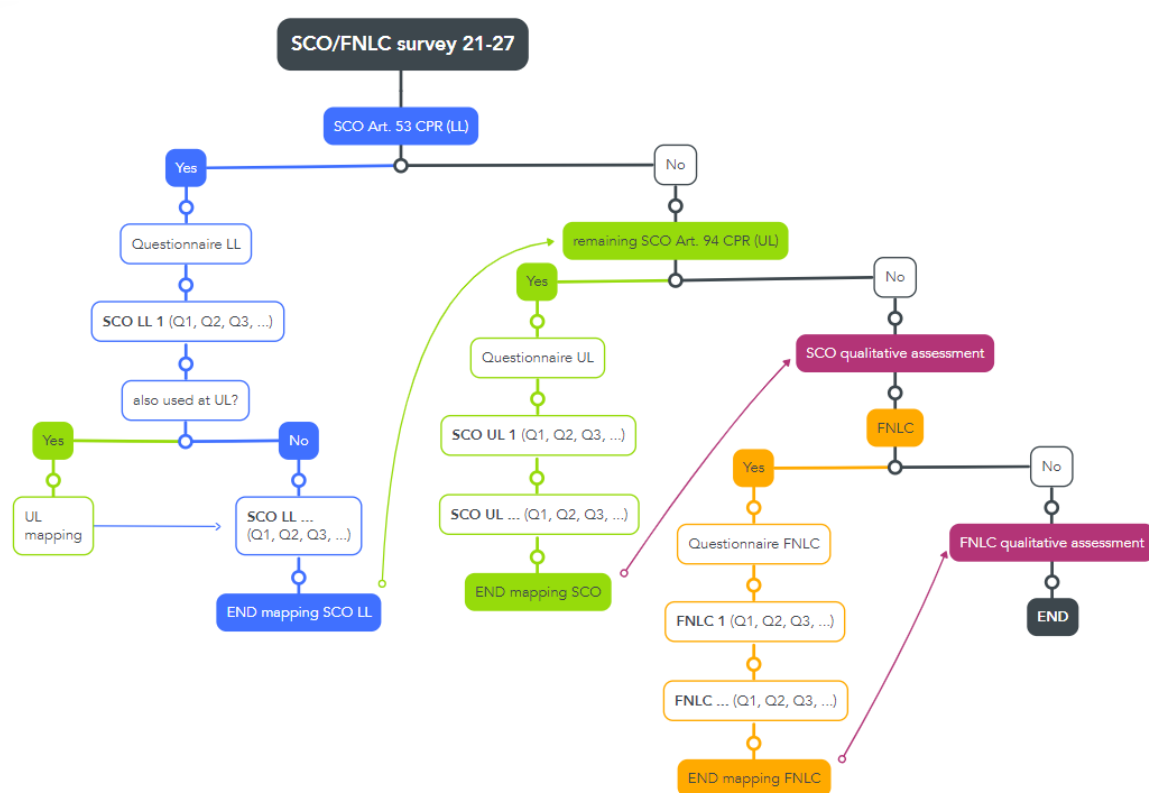 SCO/FNLC survey 21-27
SCO Art. 53 CPR (LL)
Yes
No
Questionnaire LL
remaining SCO Art. 94 CPR (UL)
Yes
No
SCO LL 1 (Q1, Q2, Q3, ...)
Questionnaire UL
SCO qualitative assessment
also used at UL?
Yes
No
SCO UL 1 (Q1, Q2, Q3, ...)
FNLC
Yes
No
UL
mapping
SCO LL ...
(Q1, Q2, Q3, ...)
SCO UL ... (Q1, Q2, Q3, ...)
Questionnaire FNLC
FNLC qualitative assessment
END mapping SCO LL
END mapping SCO
FNLC 1 (Q1, Q2, Q3, ...)
END
FNLC ... (Q1, Q2, Q3, ...)
END mapping FNLC